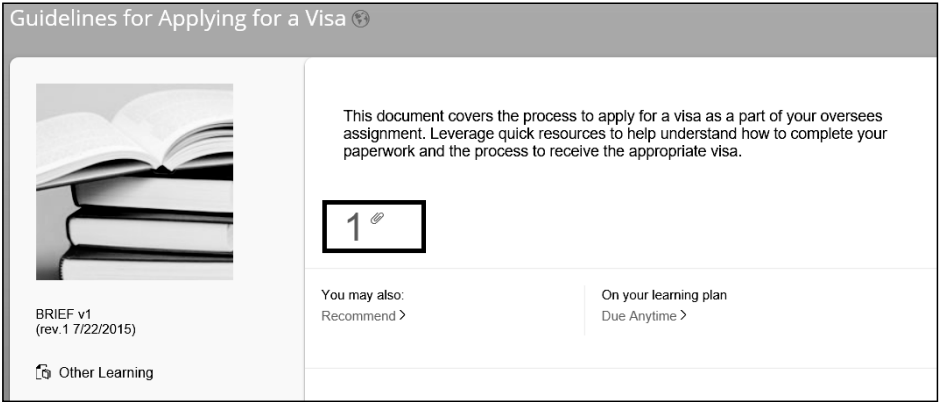 Guidelines for Applying for a Visa
This document covers the process to apply for a visa as a part of your oversees
assignment. Leverage quick resources to help understand how to complete your
paperwork and the process to receive the appropriate visa.
1
BRIEF v1
(rev.1 7/22/2015)
Other Learning
You may also:
Recommend >
On your learning plan
Due Anytime >